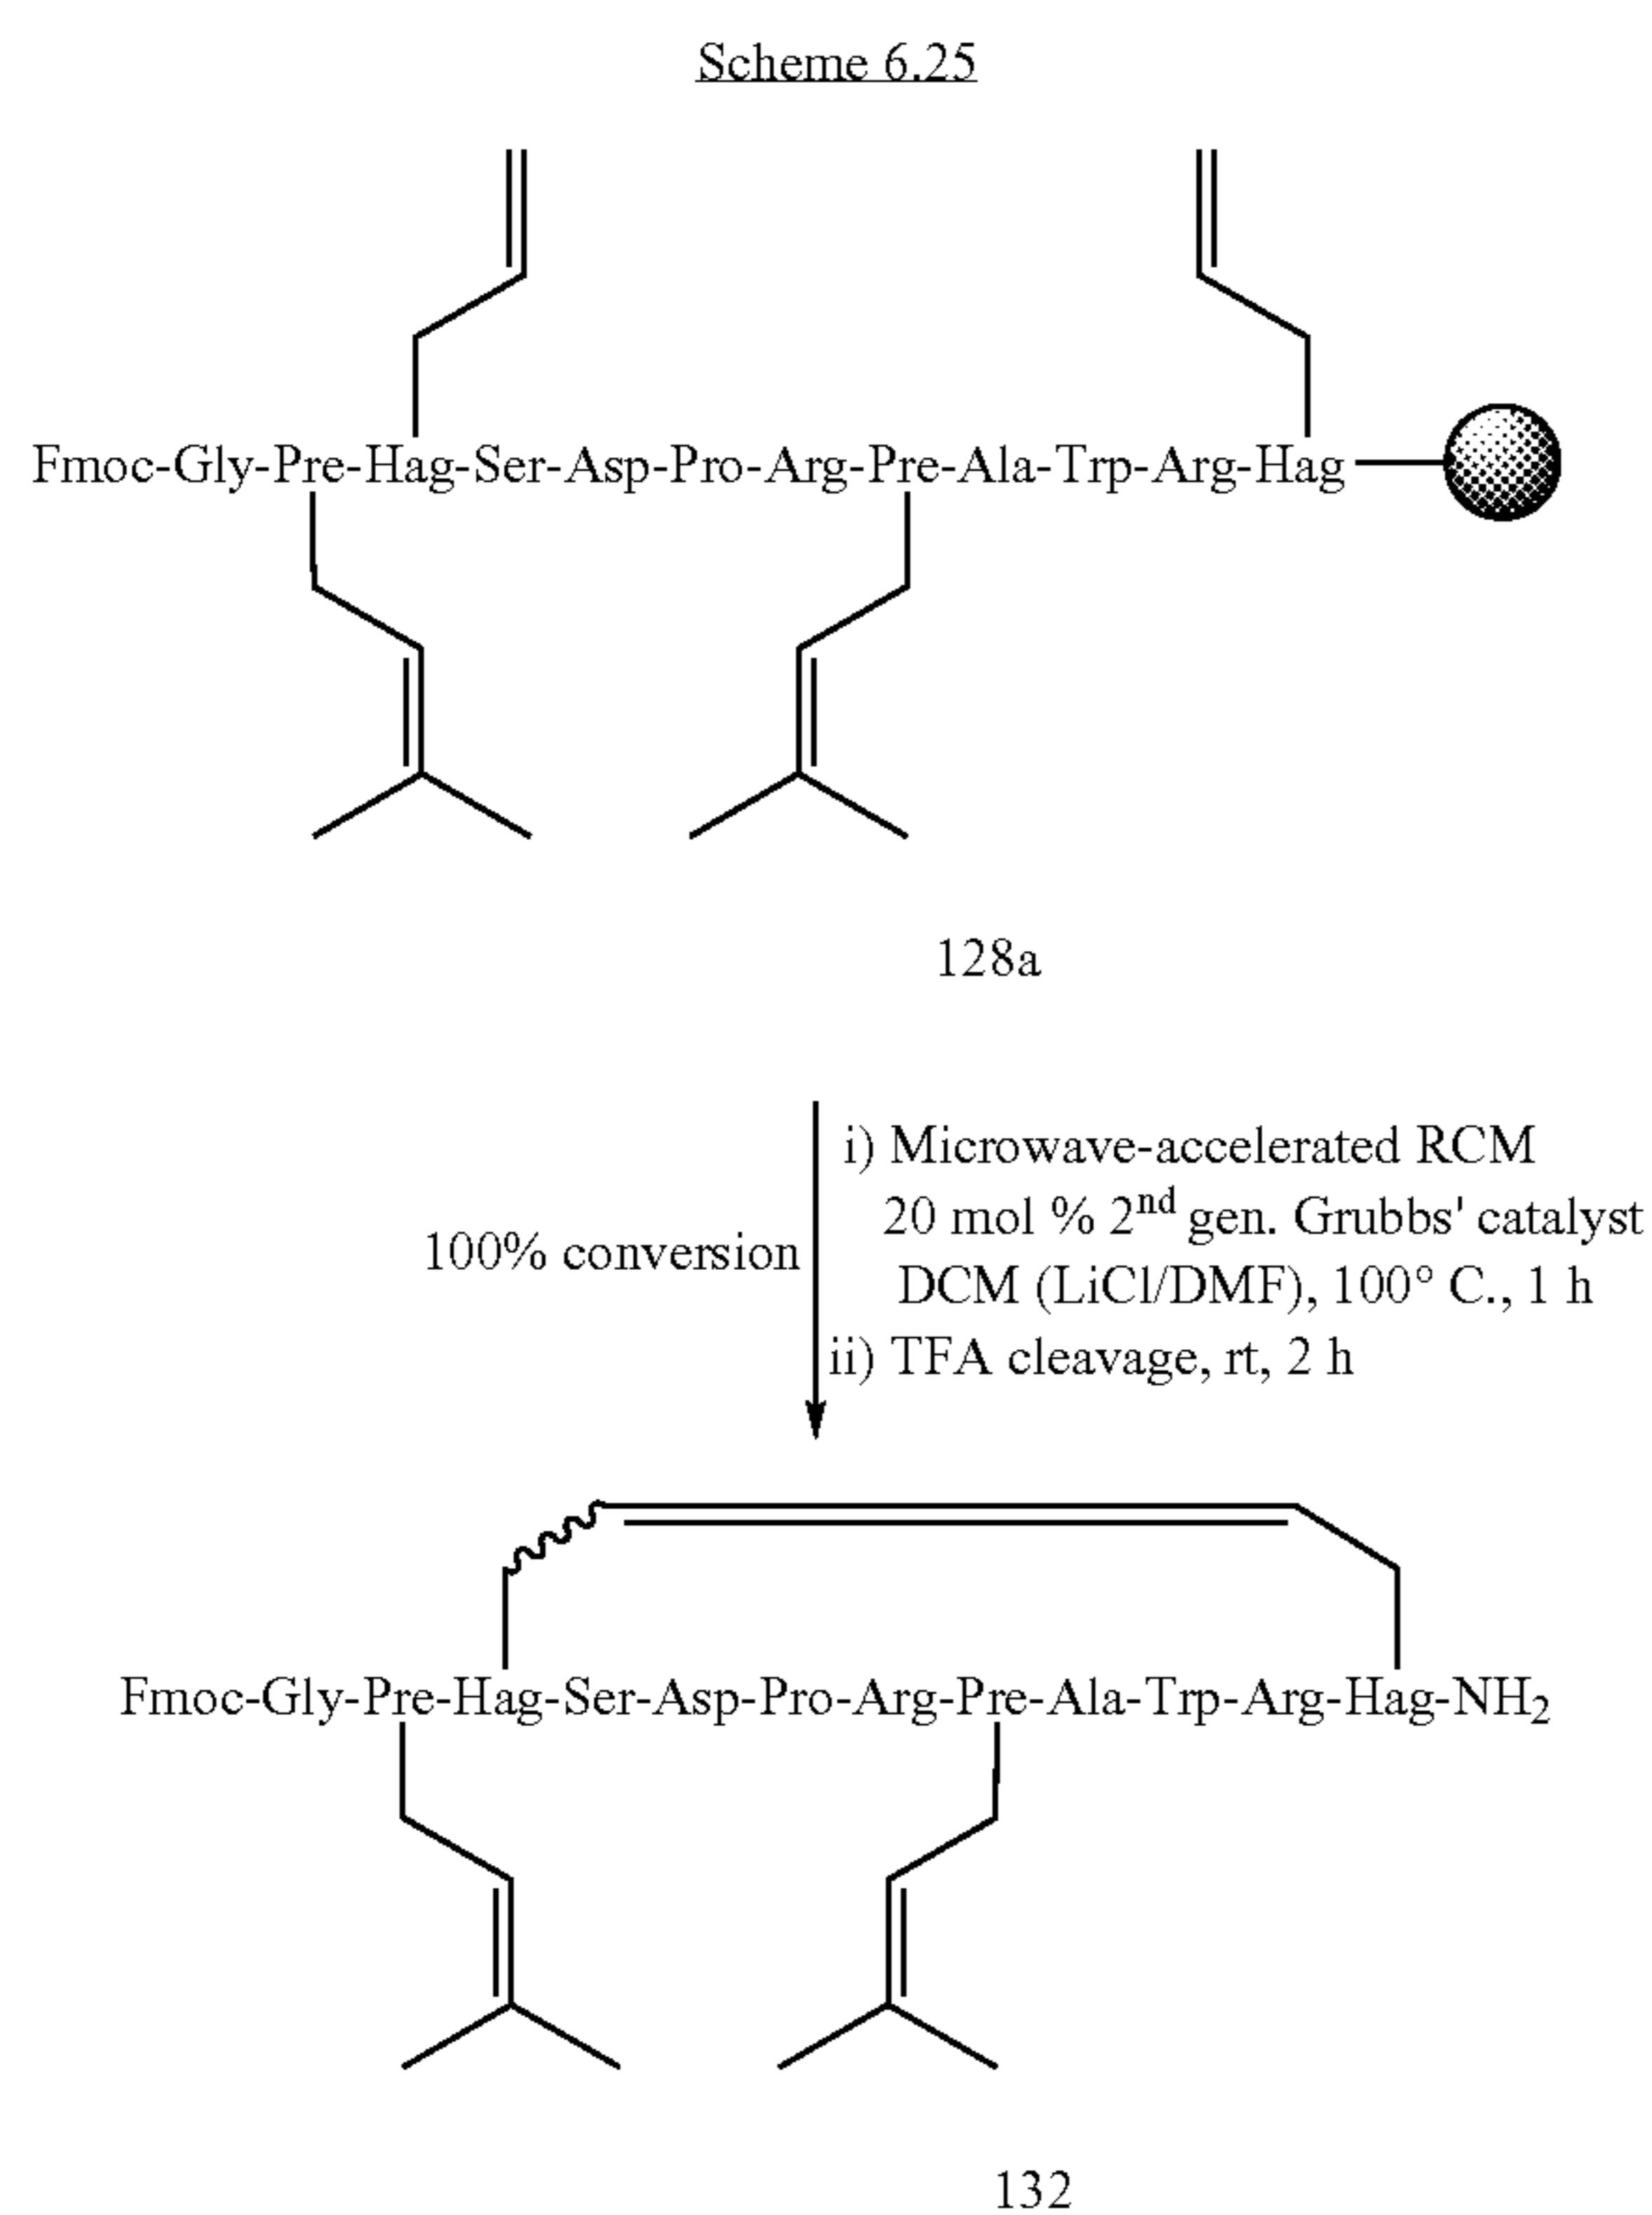 Scheme 6.25
Fmoc-Gly-Pre-Hag-Ser-Asp-Pro-Arg-Pre-Ala-Trp-Arg-Hag
128a
100% conversion
i) Microwave-accelerated RCM
20 mol % 2nd gen. Grubbs' catalyst
DCM (LiCl/DMF), 100° C., 1 h
ii) TFA cleavage, rt, 2 h
Fmoc-Gly-Pre-Hag-Ser-Asp-Pro-Arg-Pre-Ala-Trp-Arg-Hag-NH2
132